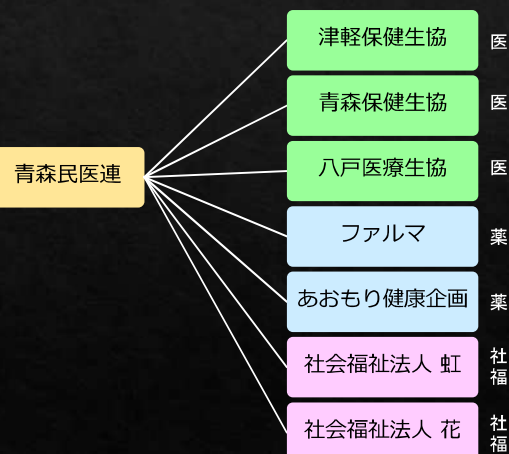 青森民医連
津軽保健生協
医
青森保健生協
医
八戸医療生協
医
ファルマ
薬
あおもり健康企画
薬
社会福祉法人 虹
社
福
社会福祉法人 花
社
福